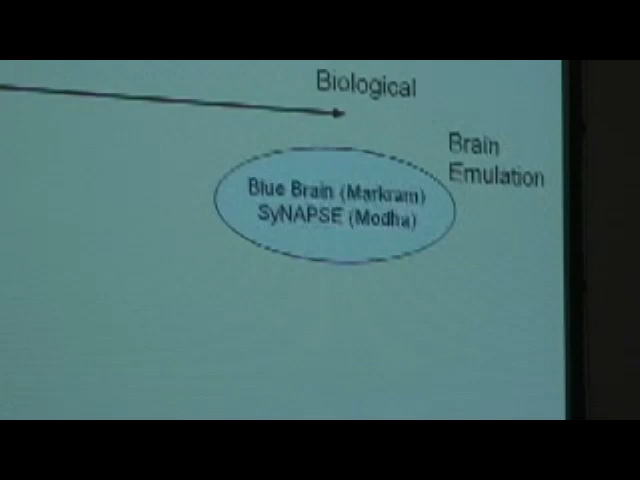 Biological
Brain
Emulation
Blue Brain (Markram)
SyNAPSE (Modha)